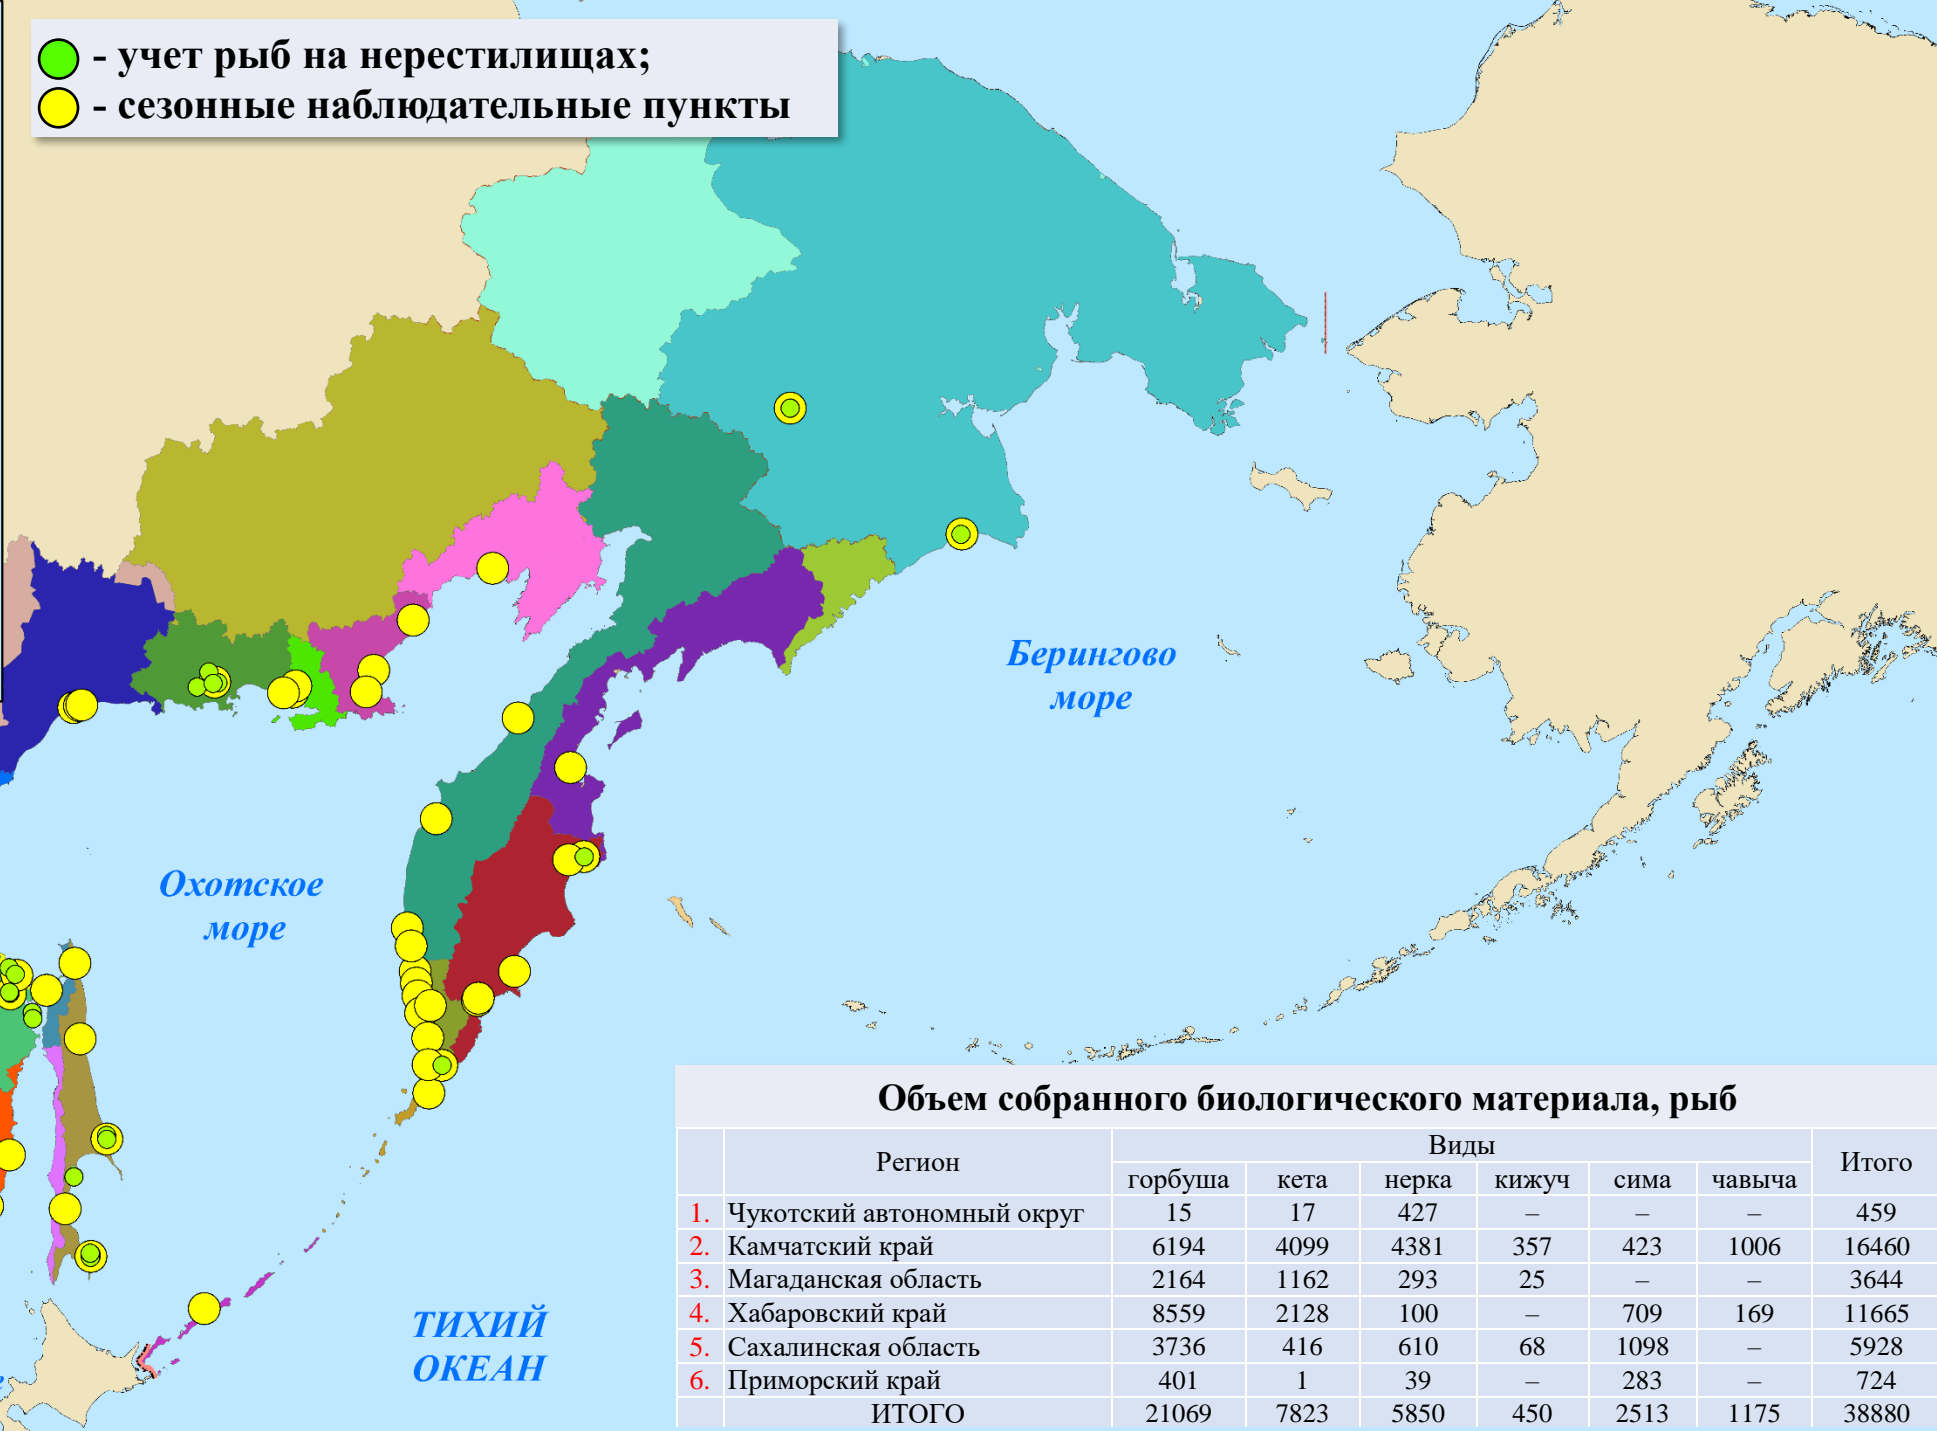 - учет рыб на нерестилищах;
- сезонные наблюдательные пункты
Берингово
море
Охотское
море
ТИХИЙ
ОКЕАН
Объем собранного биологического материала, рыб
Регион Виды Итого
горбуша кета нерка кижуч сима чавыча
1. Чукотский автономный округ 15 17 427 – – – 459
2. Камчатский край 6194 4099 4381 357 423 1006 16460
3. Магаданская область 2164 1162 293 25 – – 3644
4. Хабаровский край 8559 2128 100 – 709 169 11665
5. Сахалинская область 3736 416 610 68 1098 – 5928
6. Приморский край 401 1 39 – 283 – 724
ИТОГО 21069 7823 5850 450 2513 1175 38880